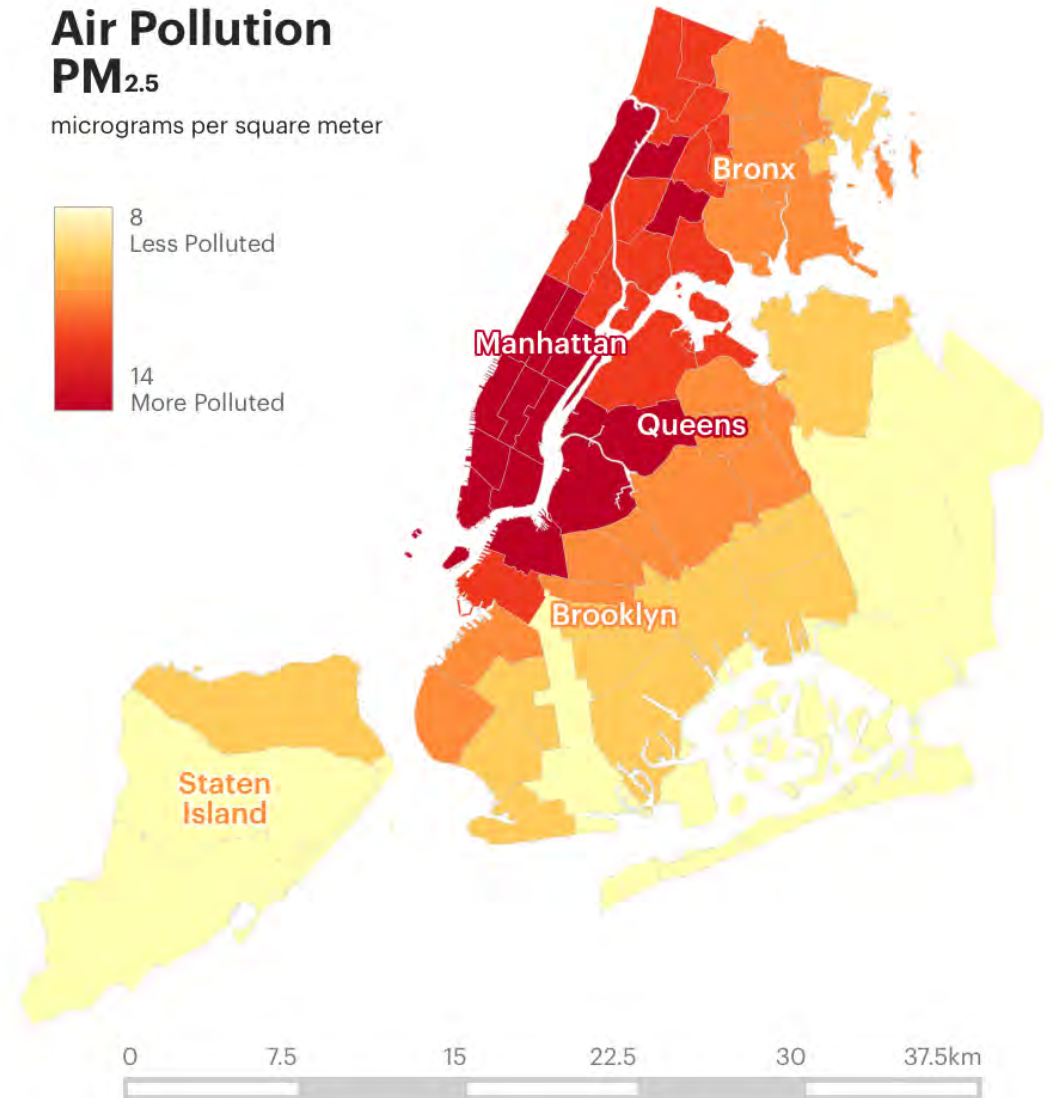 Air Pollution
PM2.5
micrograms per square meter
8
Less Polluted
14
More Polluted
Bronx
Manhattan
Queens
Brooklyn
Staten
Island
0 7.5 15 22.5 30 37.5km